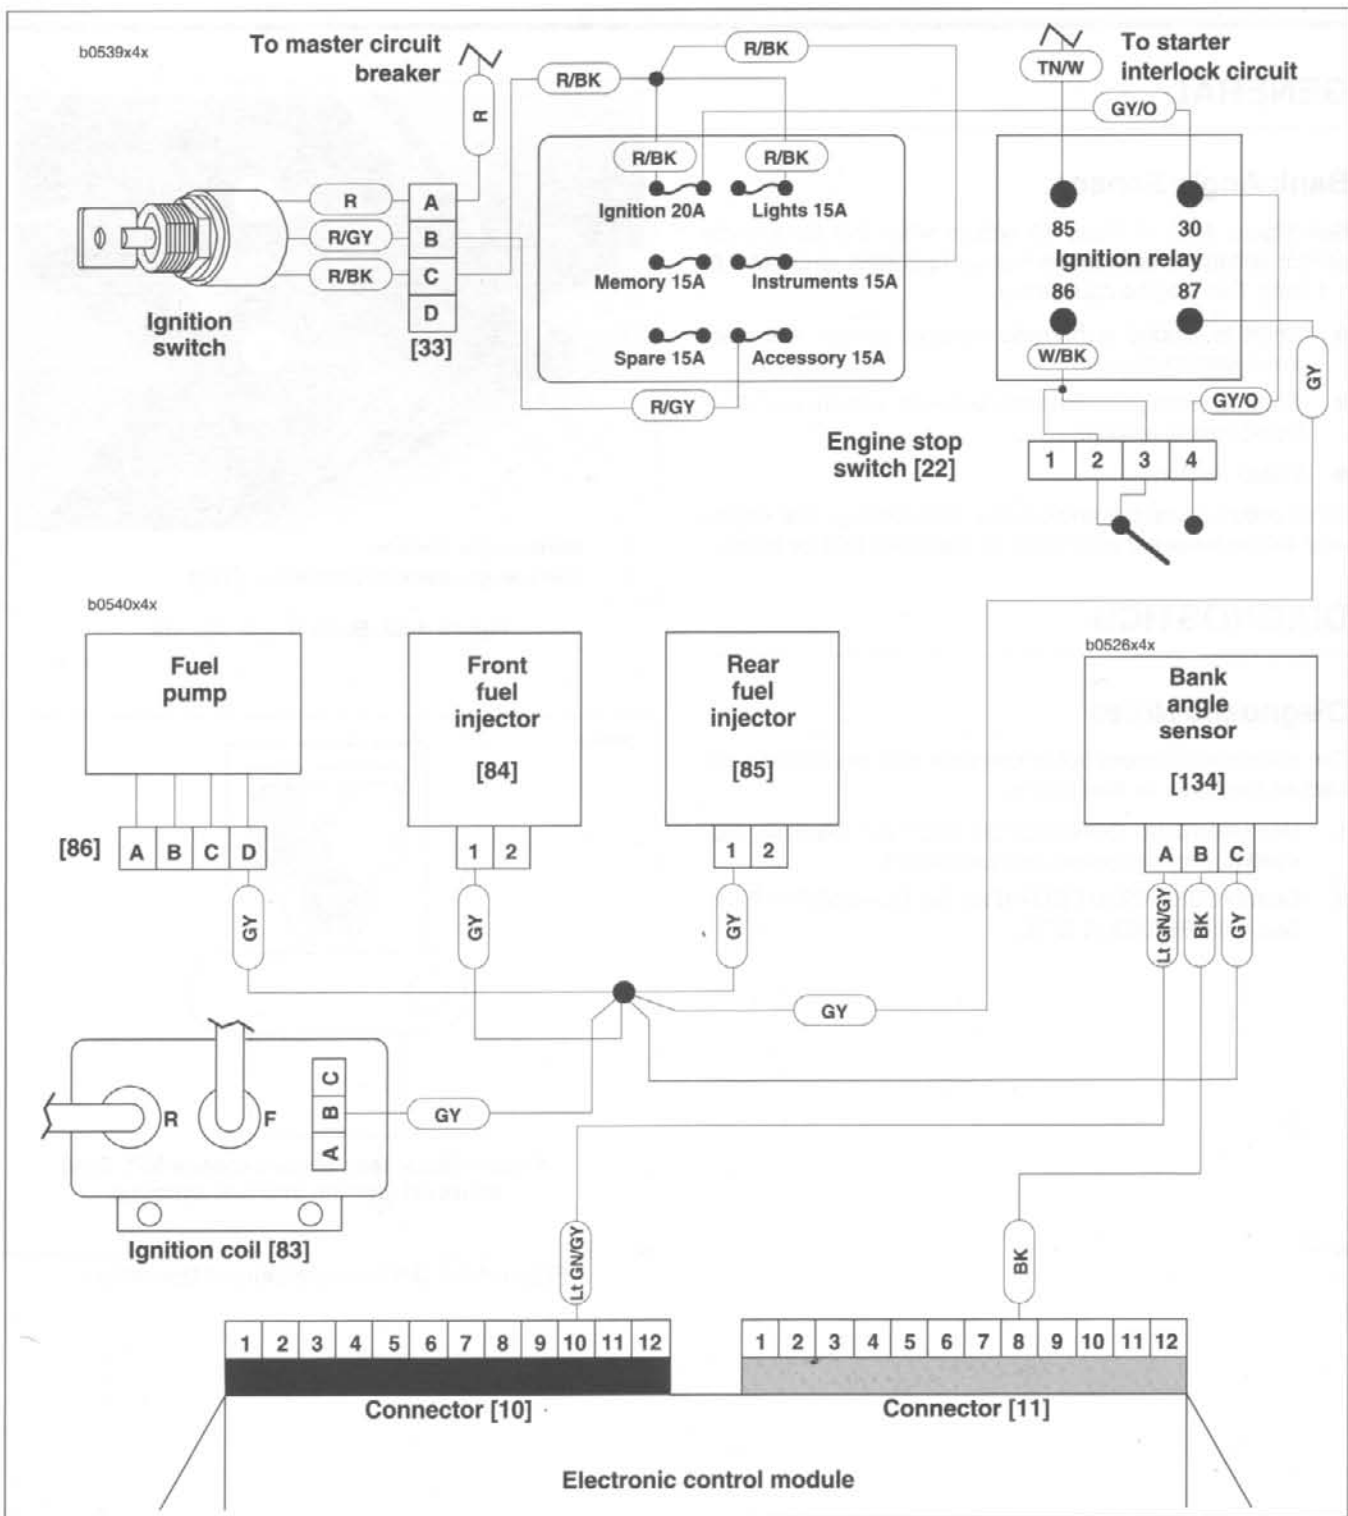 b0539x4x
To master circuit
breaker
R
R/BK
R/BK
TN/W
To starter
interlock circuit
GY/O
R/BK
R/BK
Ignition 20A
Lights 15A
Memory 15A
Instruments 15A
Spare 15A
Accessory 15A
R/GY
R
R/GY
R/BK
A
B
C
D
[33]
Ignition
switch
85
30
Ignition relay
86
87
W/BK
GY/O
GY
Engine stop
switch [22]
1
2
3
4
b0540x4x
Fuel
pump
[86]
A
B
C
D
GY
Front
fuel
injector
[84]
1
2
GY
Rear
fuel
injector
[85]
1
2
GY
b0526x4x
Bank
angle
sensor
[134]
A
B
C
Lt GN/GY
BK
GY
GY
R
F
C
B
A
GY
Ignition coil [83]
Lt GN/GY
BK
1 2 3 4 5 6 7 8 9 10 11 12
1 2 3 4 5 6 7 8 9 10 11 12
Connector [10]
Connector [11]
Electronic control module